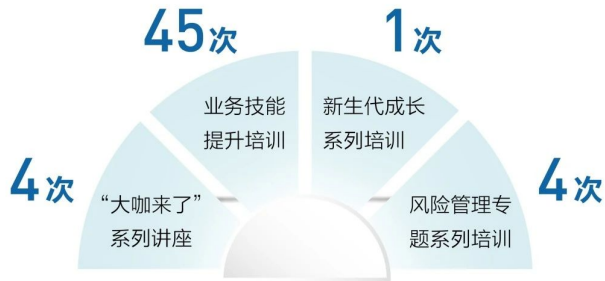 45次
1次
业务技能
提升培训
新生代成长
系列培训
4次
“大咖来了”
系列讲座
风险管理专
题系列培训
4次